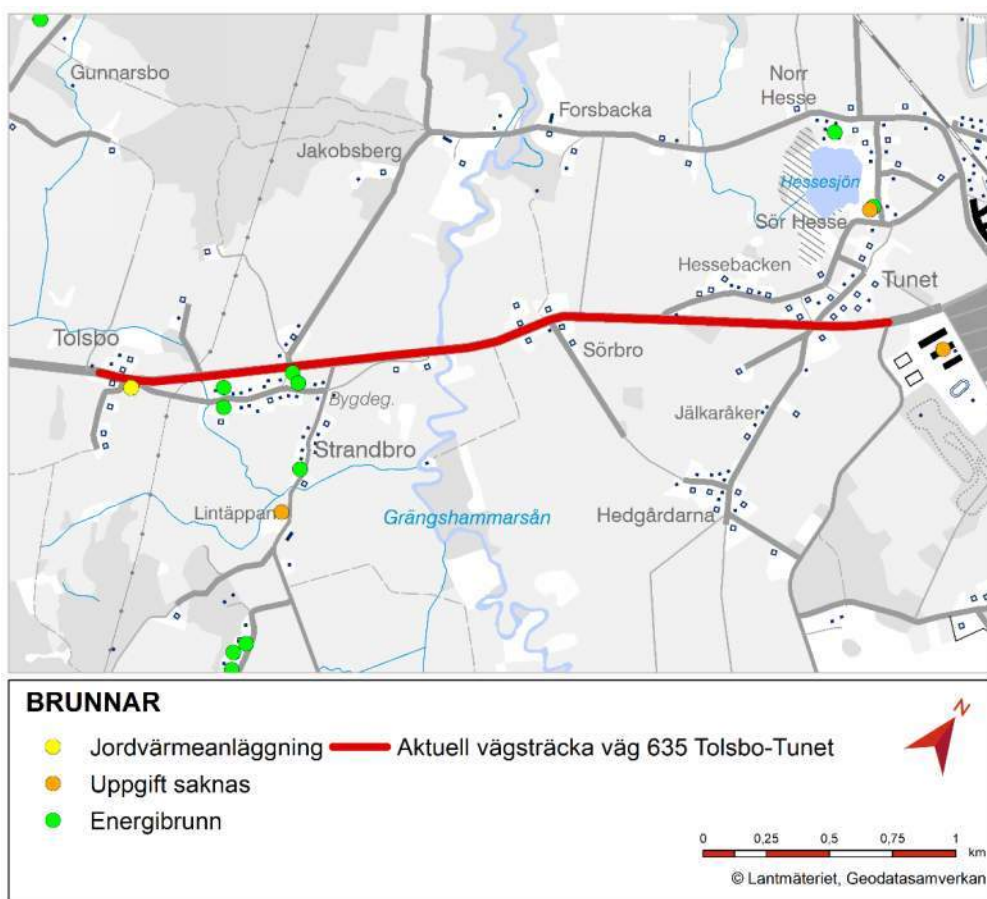 Gunnarsbo
Norr
Hesse
Forsbacka
Jakobsberg
Hessesjön
Sör Hesse
Hessebacken
Tunet
Tolsbo
Sörbro
Bygdeg.
Jälkaråker
Strandbro
Lintäppan
Grängshammarsån
Hedgårdarna
BRUNNAR
N
Jordvärmeanläggning
Aktuell vägsträcka väg 635 Tolsbo-Tunet
Uppgift saknas
Energibrunn
0 0,25 0,5 0,75 1
km
© Lantmäteriet, Geodatasamverkan